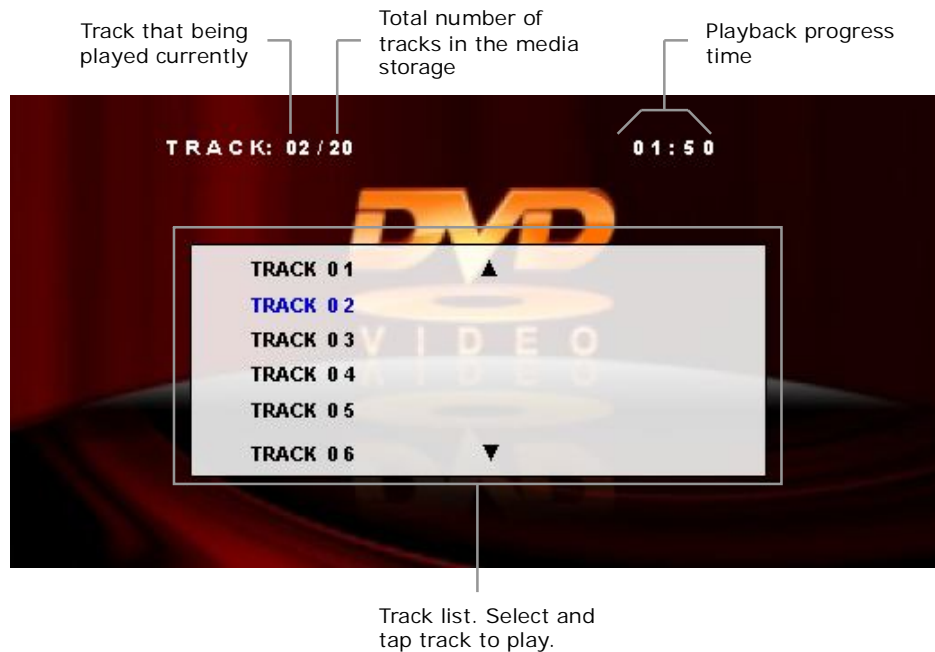 Track that being
played currently
Total number of
tracks in the media
storage
Playback progress
time
TRACK: 02/20
01:50
DVD
VIDEO
TRACK 01
TRACK 02
TRACK 03
TRACK 04
TRACK 05
TRACK 06
Track list. Select and
tap track to play.